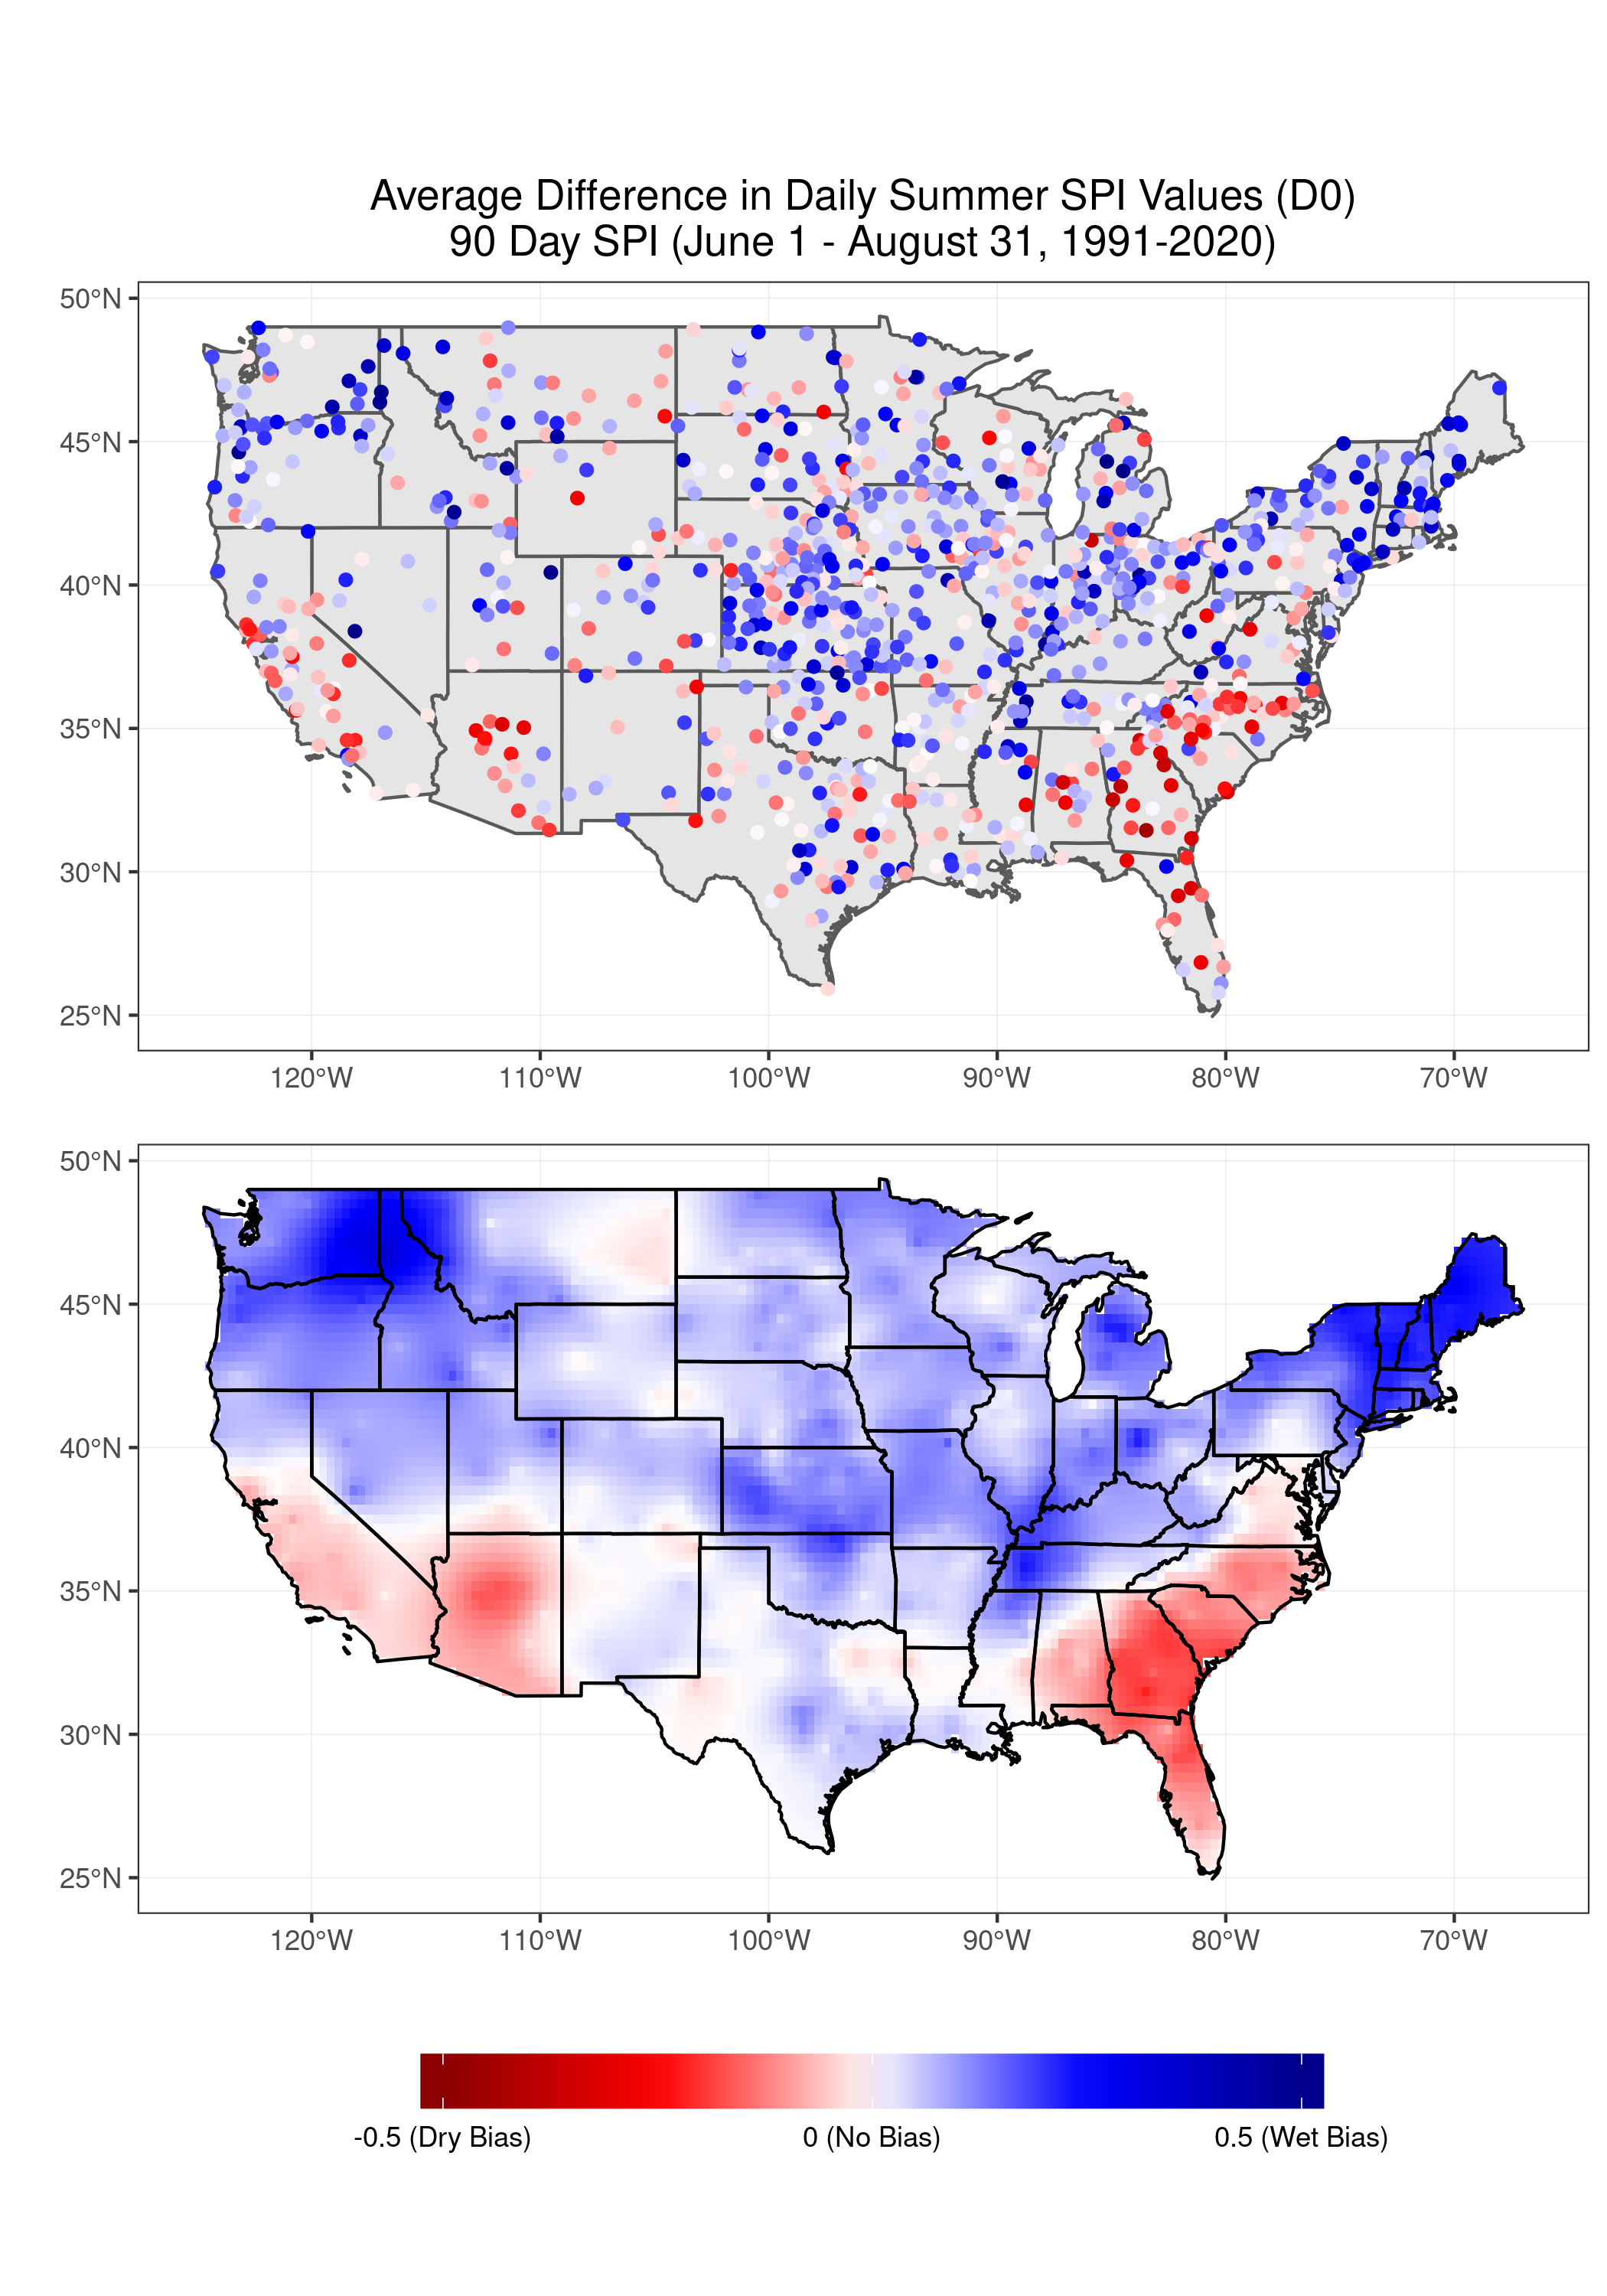 Average Difference in Daily Summer SPI Values (D0)
90 Day SPI (June 1 - August 31, 1991-2020)
50°N
45°N
40°N
35°N
30°N
25°N
120°W 110°W 100°W 90°W 80°W 70°W
50°N
45°N
40°N
35°N
30°N
25°N
120°W 110°W 100°W 90°W 80°W 70°W
-0.5 (Dry Bias) 0 (No Bias) 0.5 (Wet Bias)